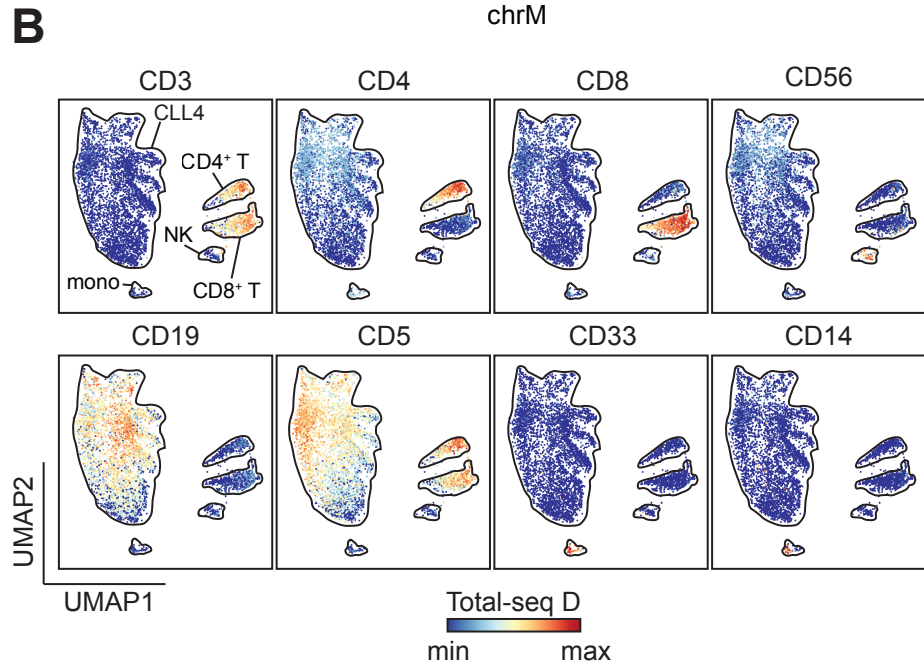 B
chrM
CD3 CD4 CD8 CD56
CLL4
CD4⁺ T
NK
mono
CD8⁺ T
CD19 CD5 CD33 CD14
UMAP2
UMAP1
Total-seq D
min max